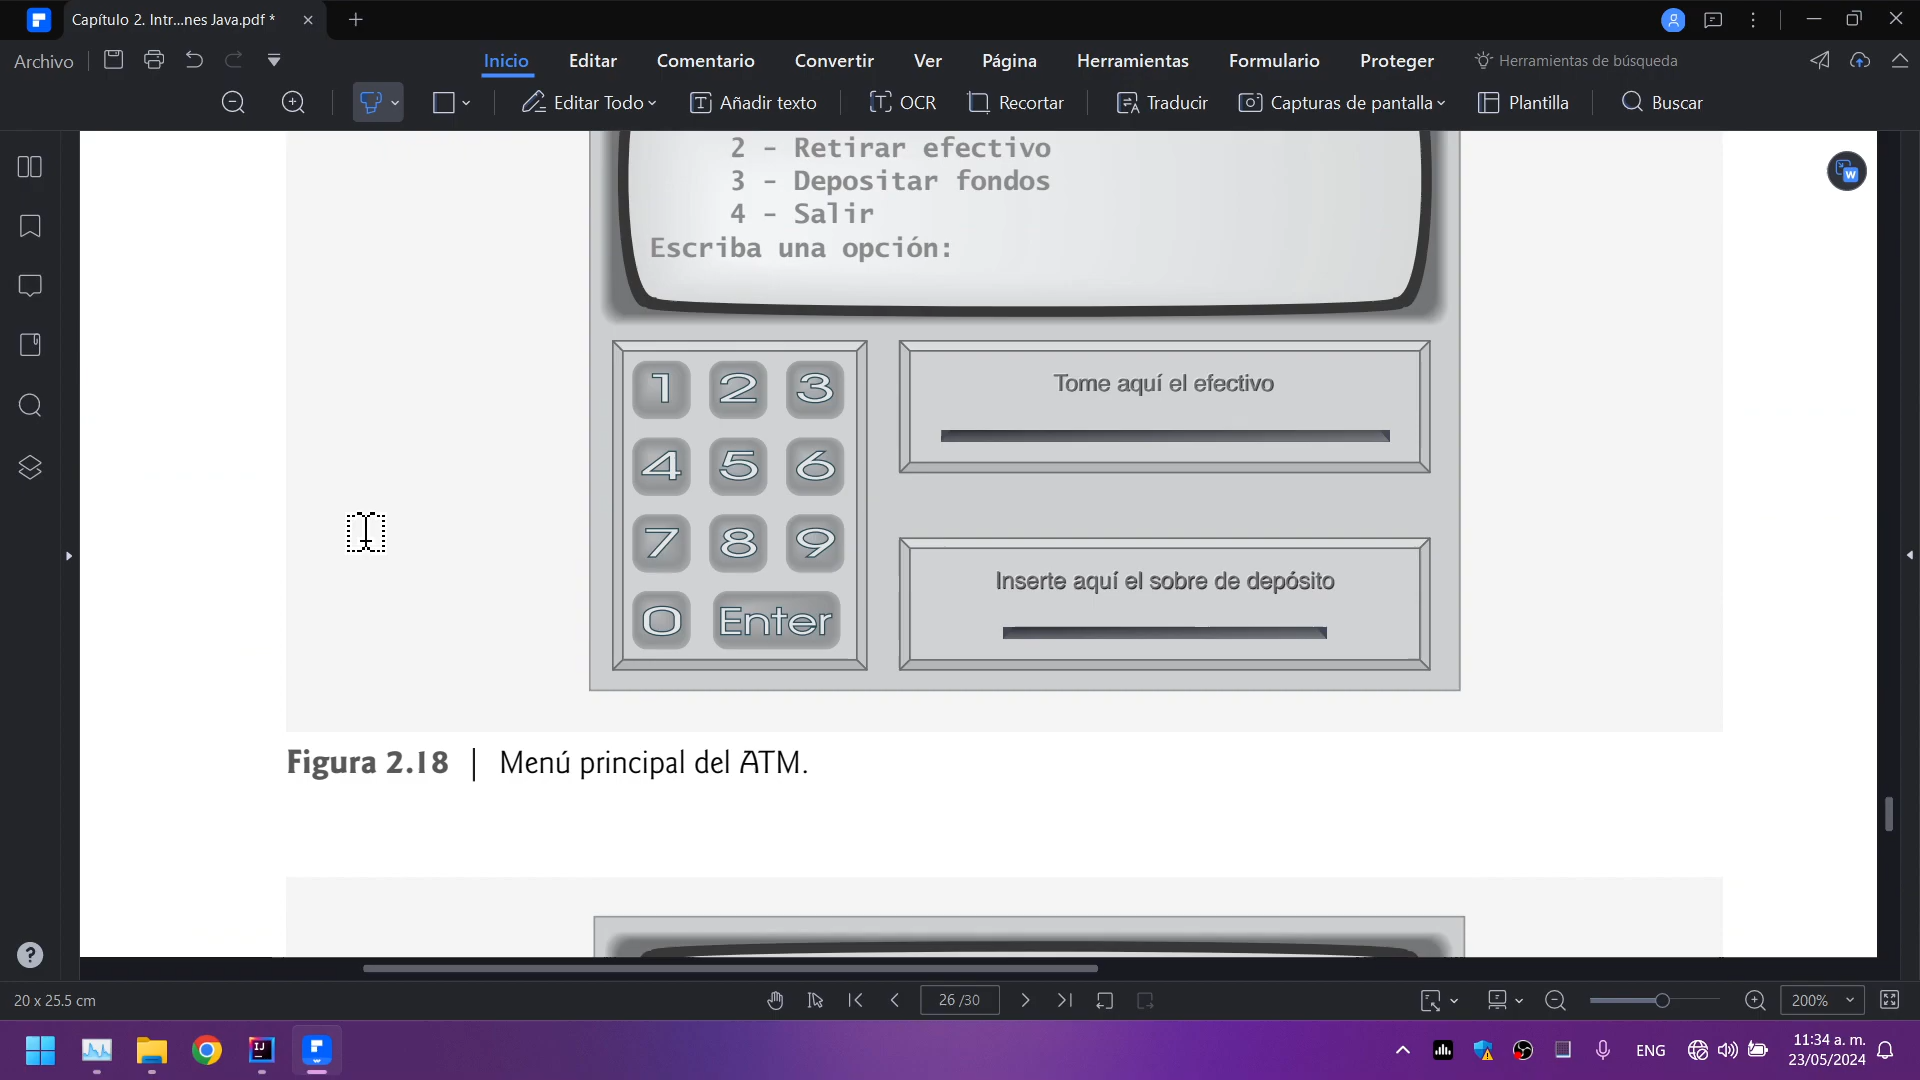 Capítulo 2. Intr...nes Java.pdf *
Archivo
Inicio
Editar
Comentario
Convertir
Ver
Página
Herramientas
Formulario
Proteger
Herramientas de búsqueda
Editar Todo
Añadir texto
OCR
Recortar
Traducir
Capturas de pantalla
Plantilla
Buscar
2 - Retirar efectivo
3 - Depositar fondos
4 - Salir
Escriba una opción:
1 2 3
4 5 6
7 8 9
0 Enter
Tome aquí el efectivo
Inserte aquí el sobre de depósito
Figura 2.18 | Menú principal del ATM.
20 x 25.5 cm
26 /30
200%
ENG
11:34 a. m.
23/05/2024